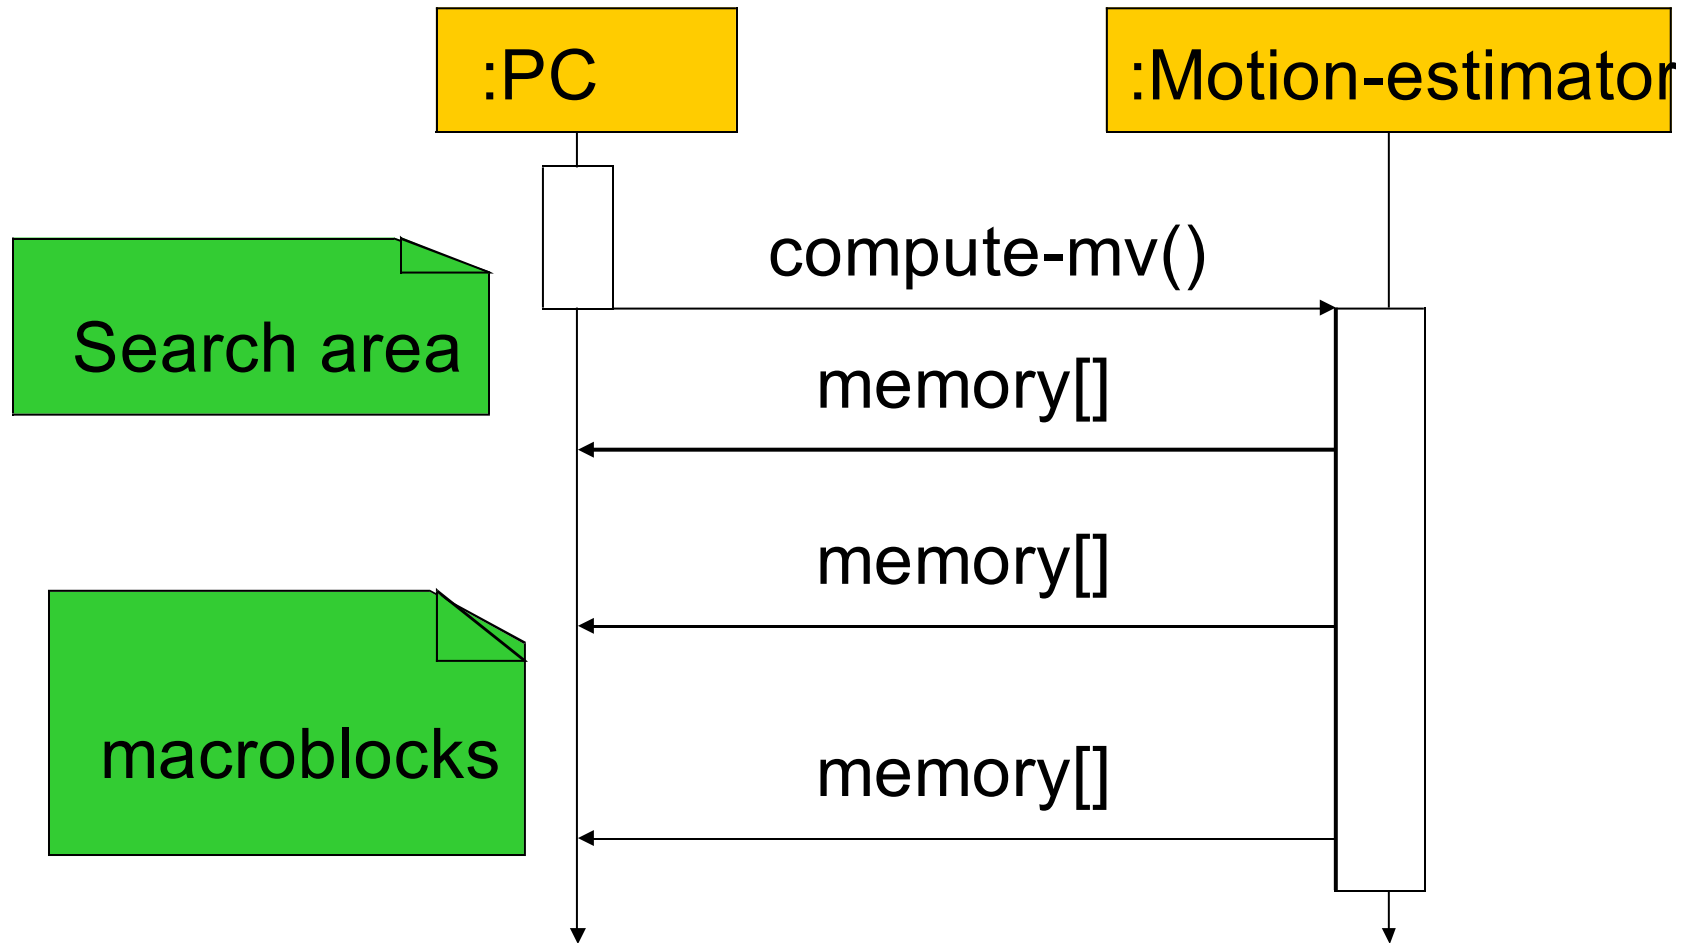 :PC
:Motion-estimator
compute-mv()
Search area
memory[]
memory[]
macroblocks
memory[]